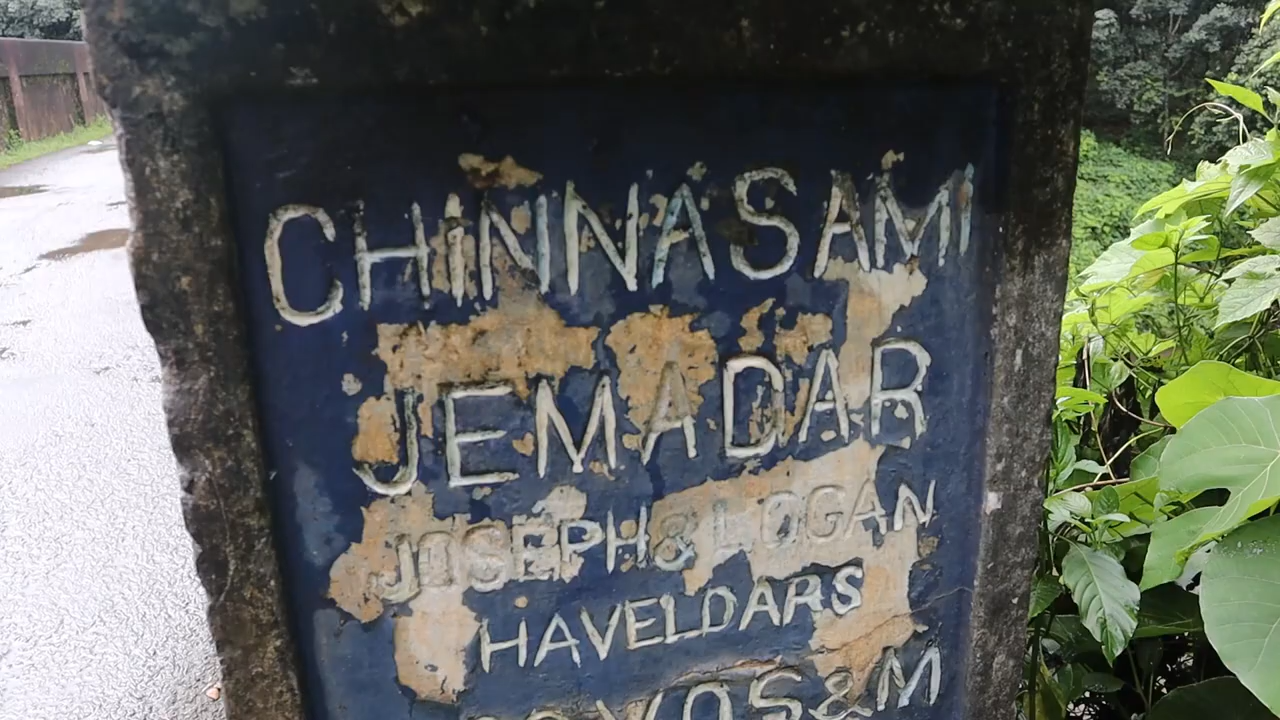 CHINNASAMI
JEMADAR
JOSEPH & LOGAN
HAVELDARS
S&M